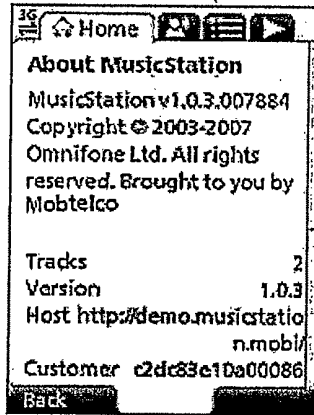 3G Home
About MusicStation
MusicStation v1.0.3.007884
Copyright © 2003-2007
Omnifone Ltd. All rights
reserved. Brought to you by
Mobtelco
Tracks 2
Version 1.0.3
Host http://demo.musicstatio
n.mobi/
Customer c2dc83e10a00086
Back